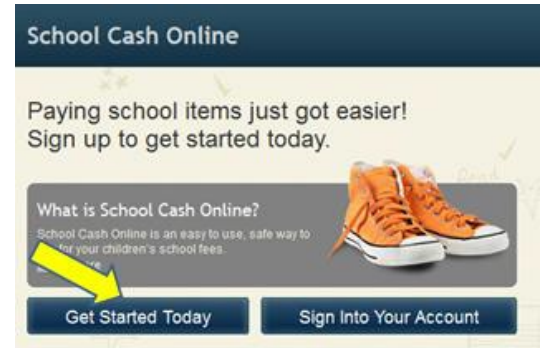 School Cash Online
Paying school items just got easier!
Sign up to get started today.
What is School Cash Online?
School Cash Online is an easy to use, safe way to
for your children's school fees.
Get Started Today
Sign Into Your Account